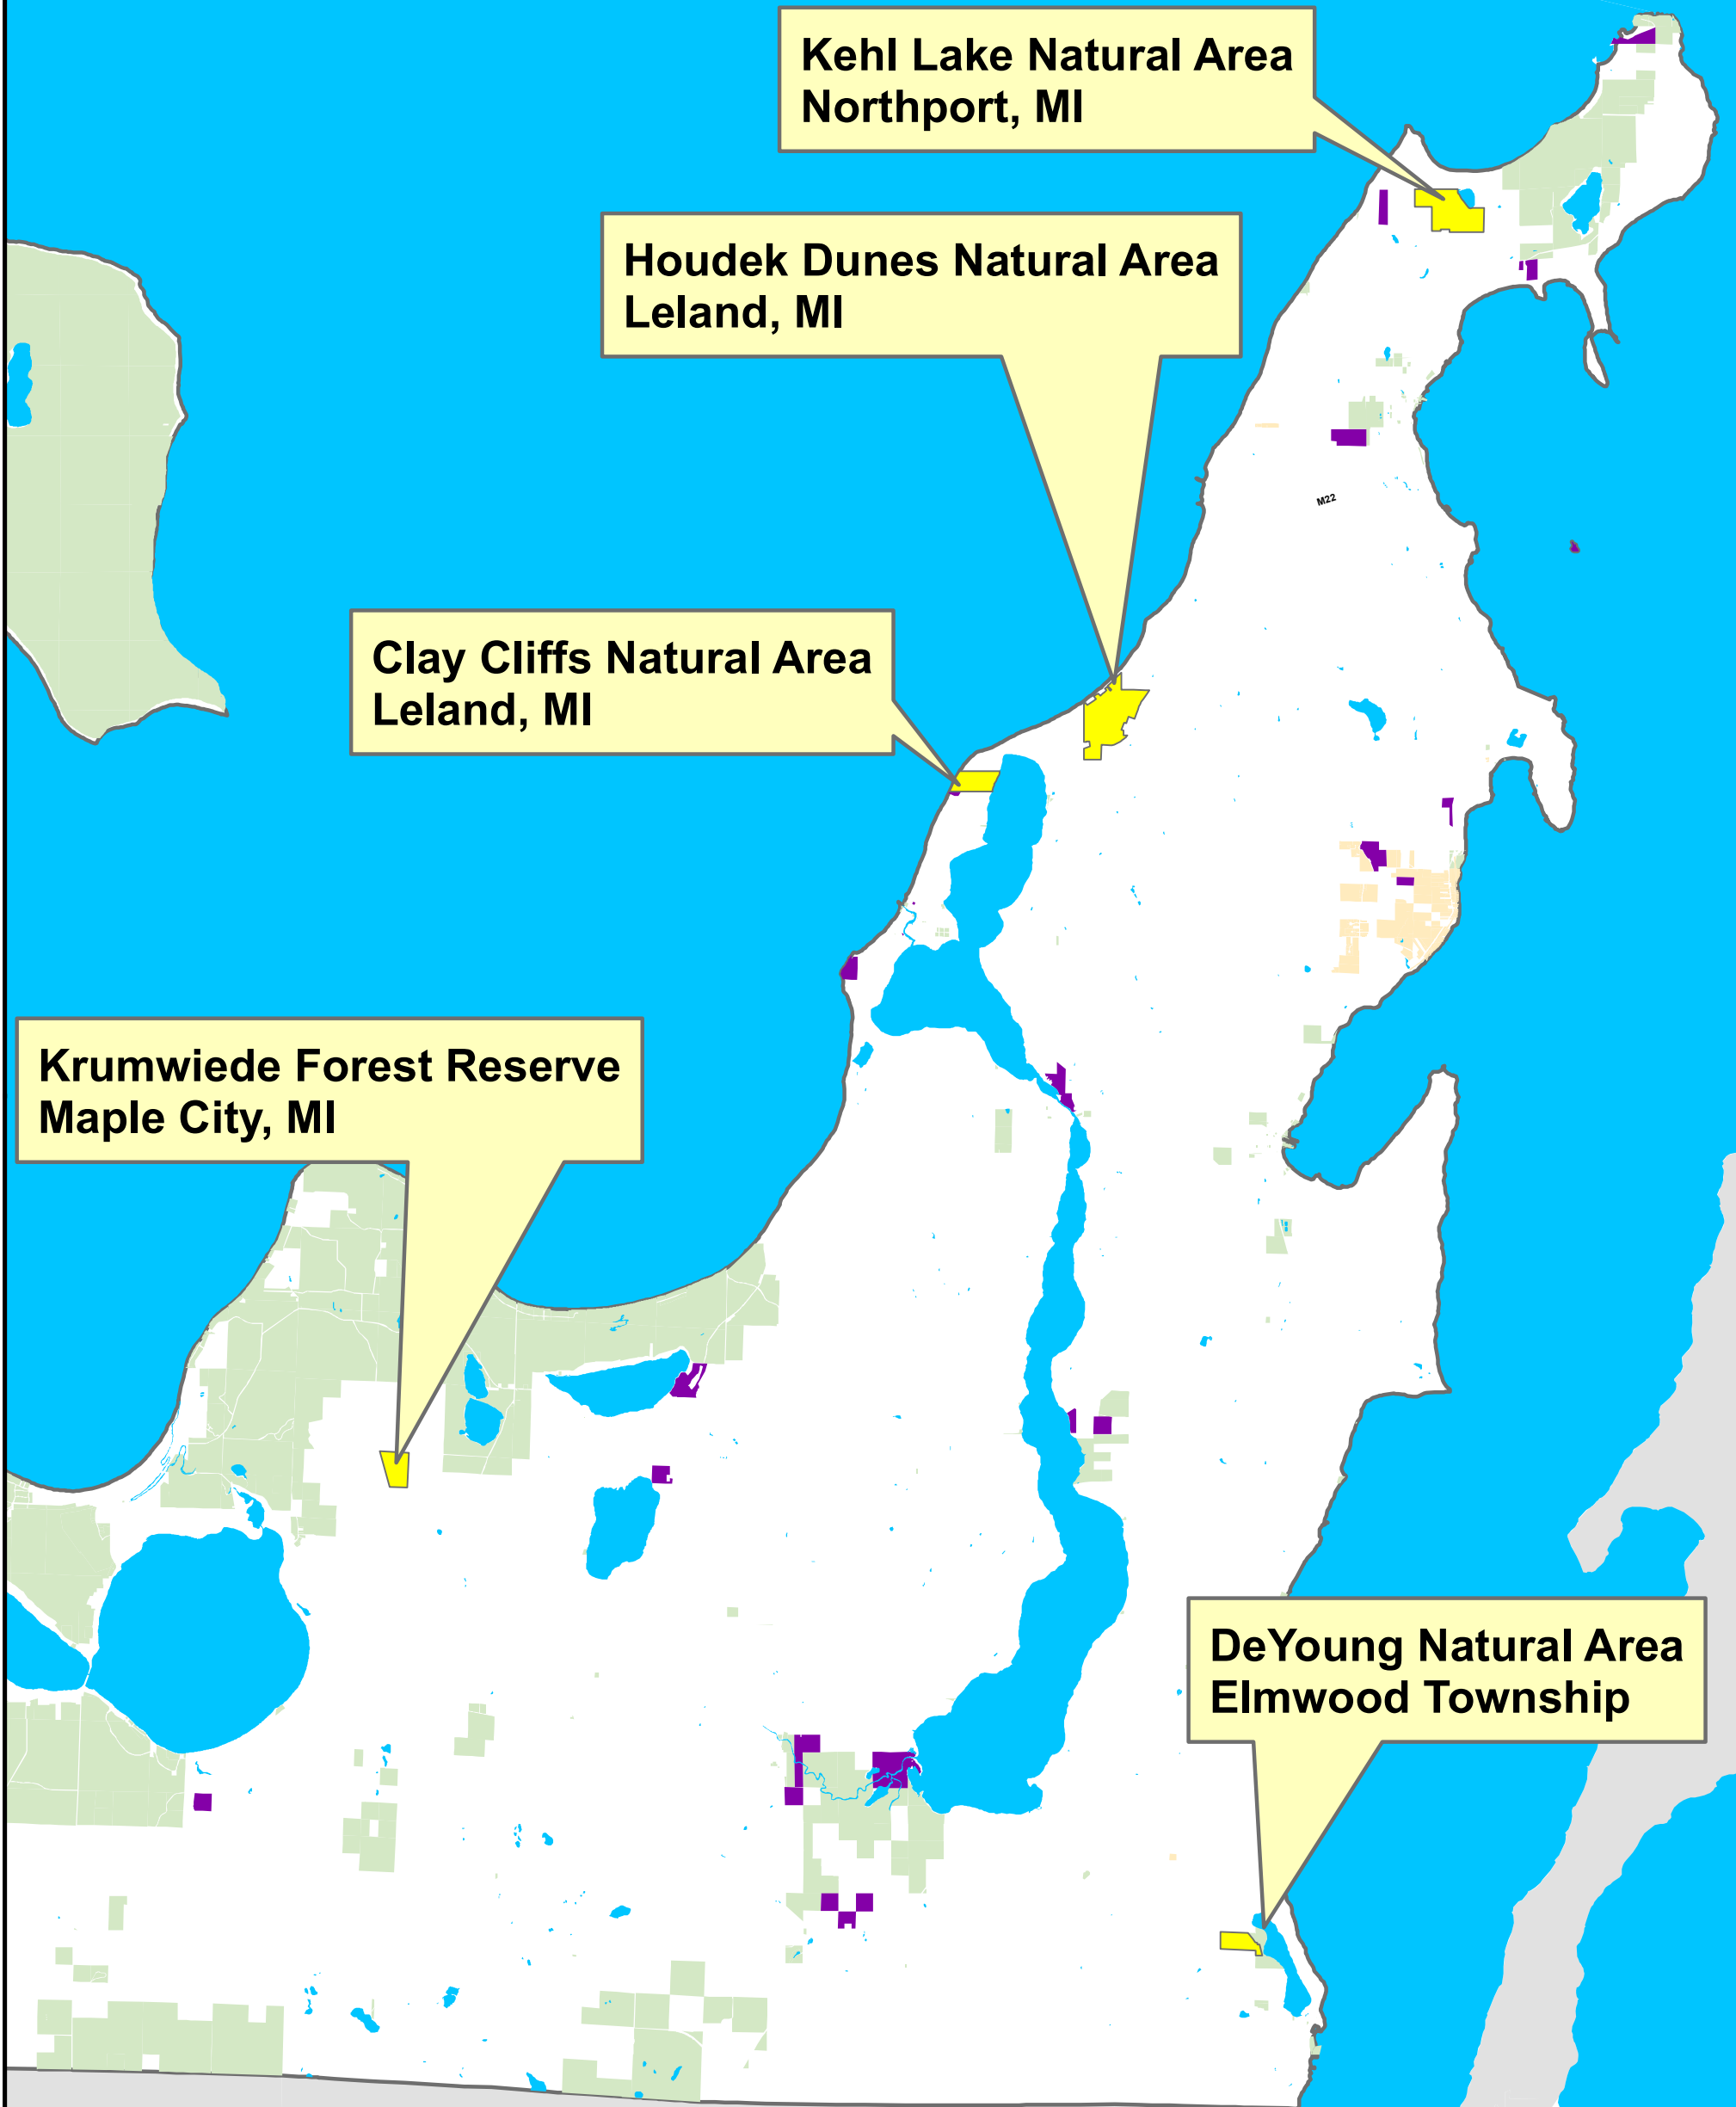 Kehl Lake Natural Area
Northport, MI
Houdek Dunes Natural Area
Leland, MI
M22
Clay Cliffs Natural Area
Leland, MI
Krumwiede Forest Reserve
Maple City, MI
DeYoung Natural Area
Elmwood Township